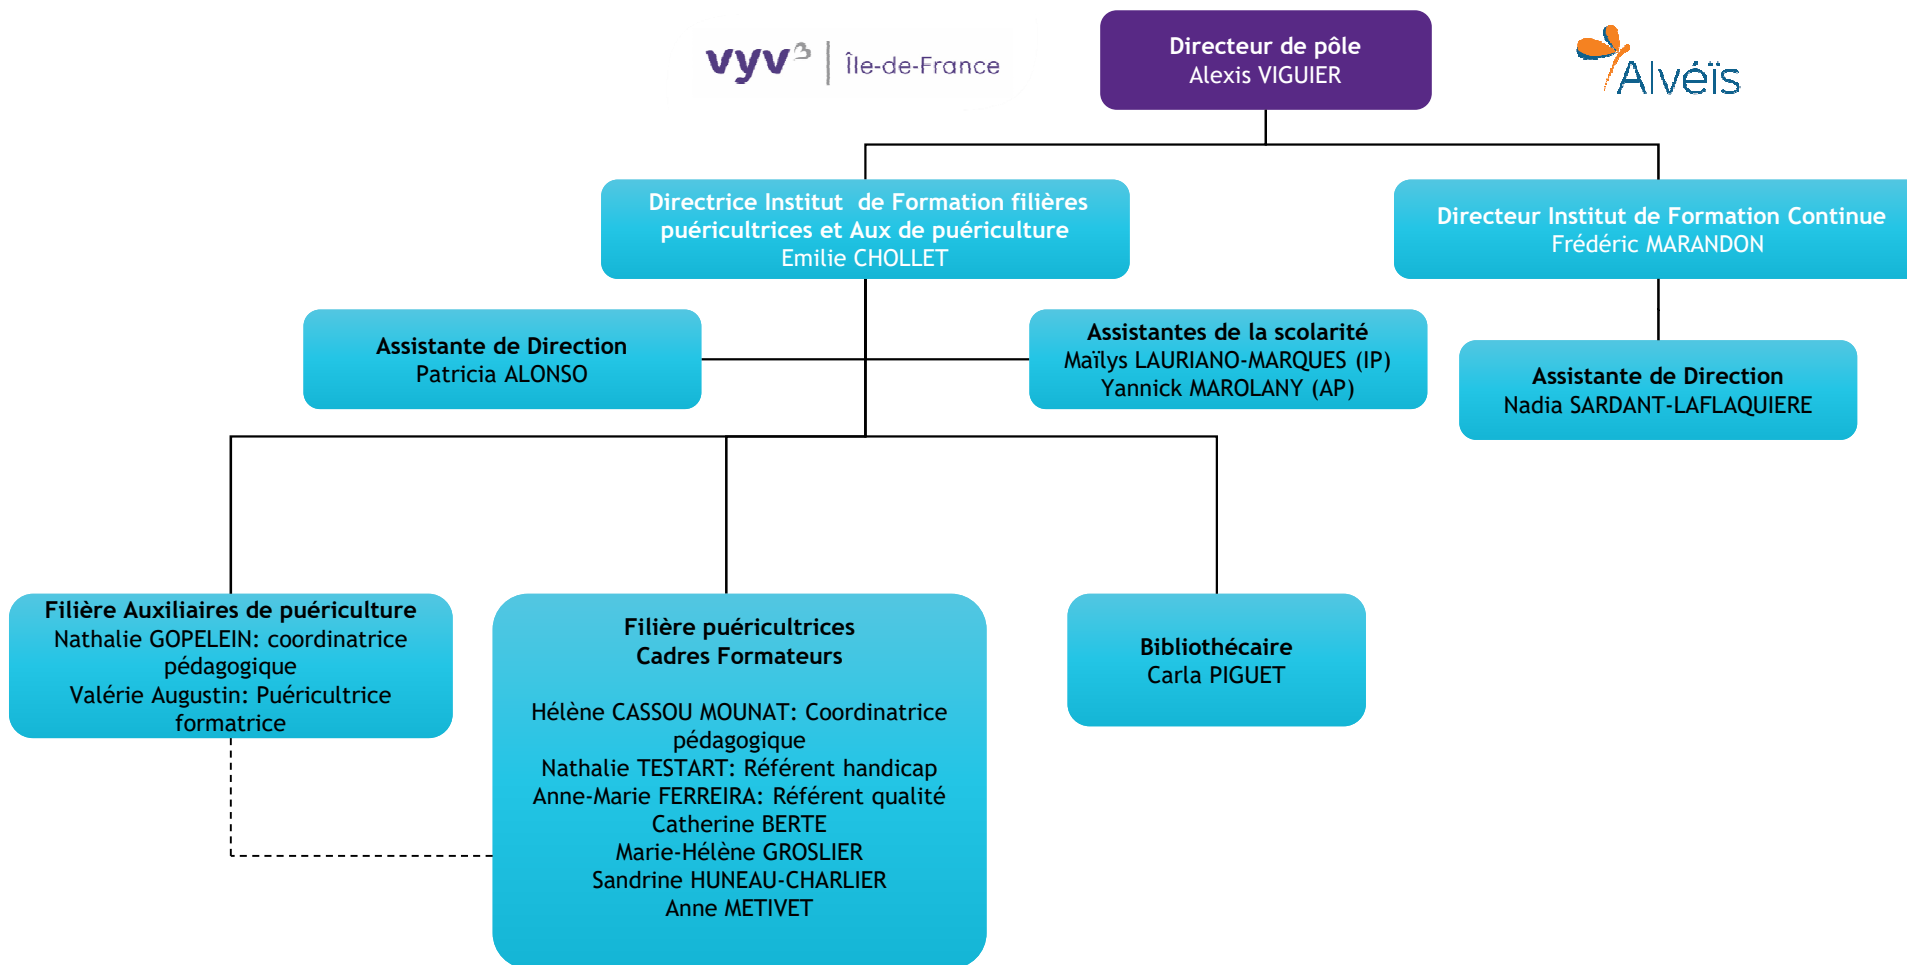 vyv³ | Île-de-France
Directeur de pôle
Alexis VIGUIER
Alvéïs
Directrice Institut  de Formation filières
puéricultrices et Aux de puériculture
Emilie CHOLLET
Directeur Institut de Formation Continue
Frédéric MARANDON
Assistante de Direction
Patricia ALONSO
Assistantes de la scolarité
Maïlys LAURIANO-MARQUES (IP)
Yannick MAROLANY (AP)
Assistante de Direction
Nadia SARDANT-LAFLAQUIERE
Filière Auxiliaires de puériculture
Nathalie GOPELEIN: coordinatrice
pédagogique
Valérie Augustin: Puéricultrice
formatrice
Filière puéricultrices
Cadres Formateurs
Hélène CASSOU MOUNAT: Coordinatrice
pédagogique
Nathalie TESTART: Référent handicap
Anne-Marie FERREIRA: Référent qualité
Catherine BERTE
Marie-Hélène GROSLIER
Sandrine HUNEAU-CHARLIER
Anne METIVET
Bibliothécaire
Carla PIGUET